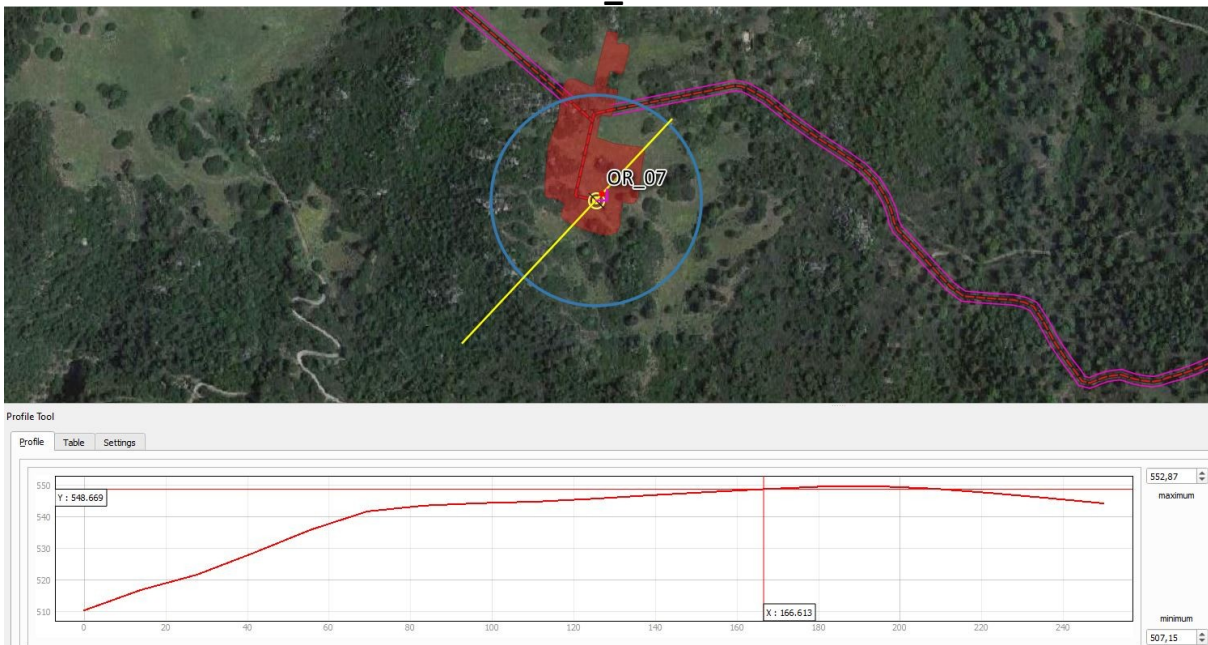 OR_07
Profile Tool
Profile Table Settings
552,87
maximum
550
540
530
520
510
Y : 548.669
X : 166.613
0 20 40 60 80 100 120 140 160 180 200 220 240
minimum
507,15